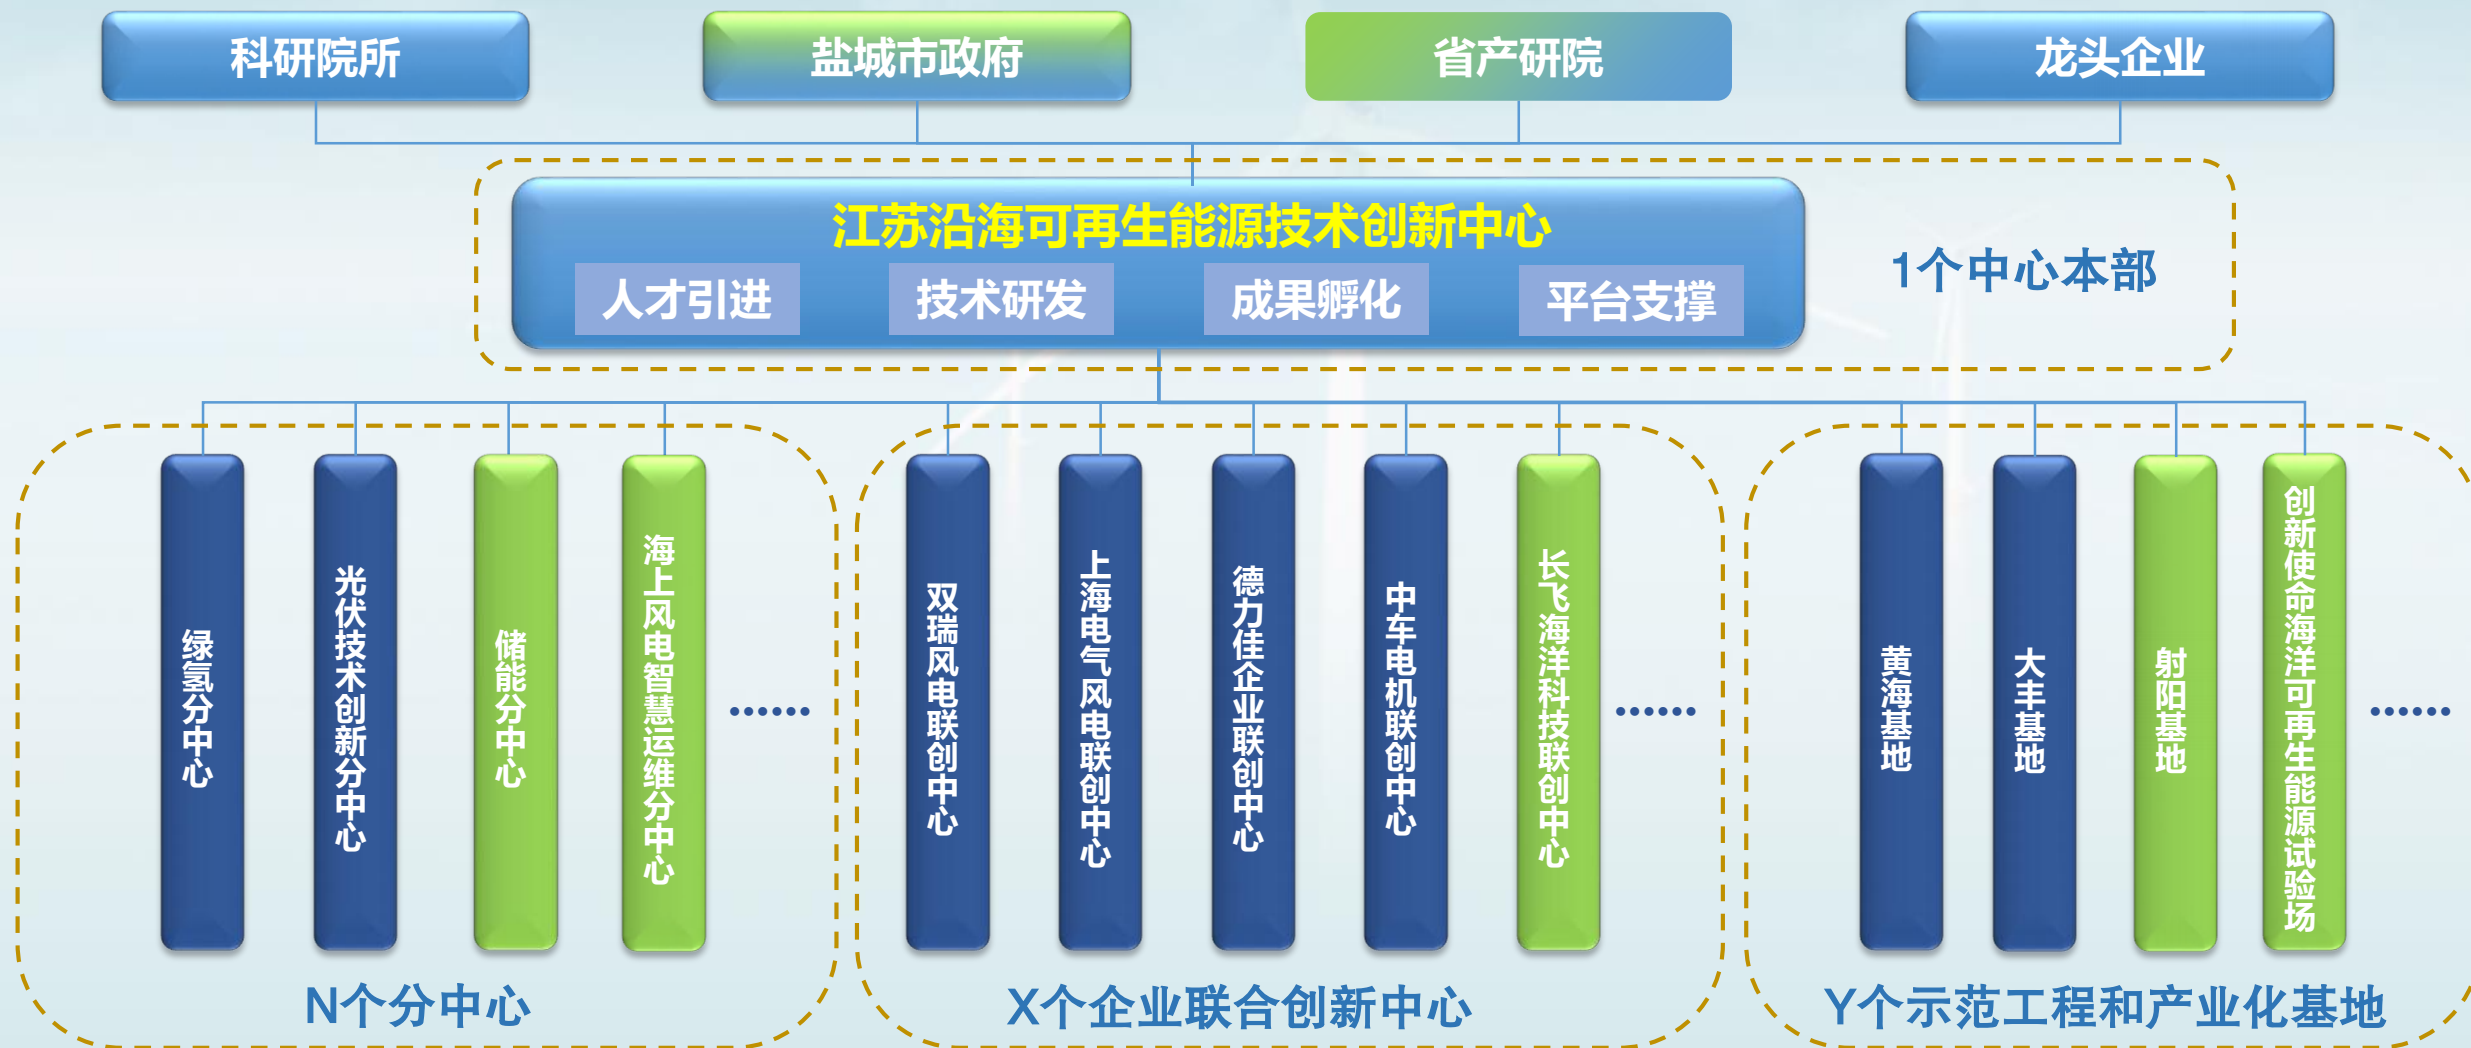 科研院所
盐城市政府
省产研院
龙头企业
江苏沿海可再生能源技术创新中心
人才引进
技术研发
成果孵化
平台支撑
1个中心本部
绿氢分中心
光伏技术创新分中心
储能分中心
海上风电智慧运维分中心
······
双瑞风电联创中心
上海电气风电联创中心
德力佳企业联创中心
中车电机联创中心
长飞海洋科技联创中心
······
黄海基地
大丰基地
射阳基地
创新使命海洋可再生能源试验场
······
N个分中心
X个企业联合创新中心
Y个示范工程和产业化基地